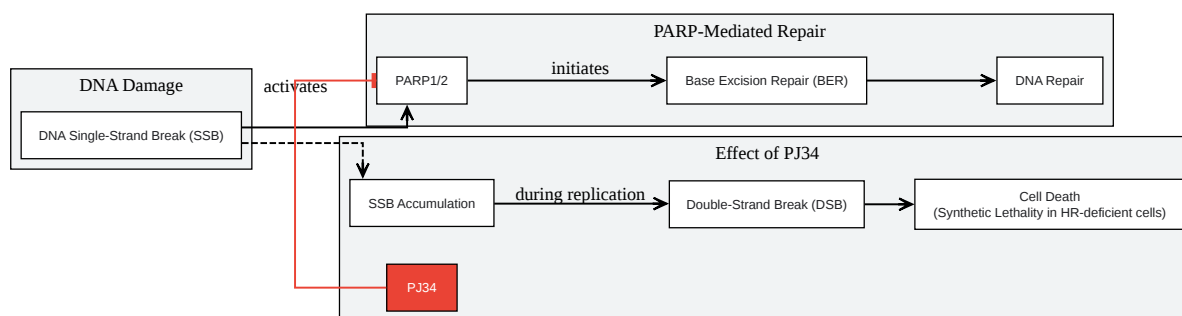 PARP-Mediated Repair
DNA Damage
activates
PARP1/2
initiates
Base Excision Repair (BER)
DNA Repair
DNA Single-Strand Break (SSB)
Effect of PJ34
SSB Accumulation
during replication
Double-Strand Break (DSB)
Cell Death
(Synthetic Lethality in HR-deficient cells)
PJ34